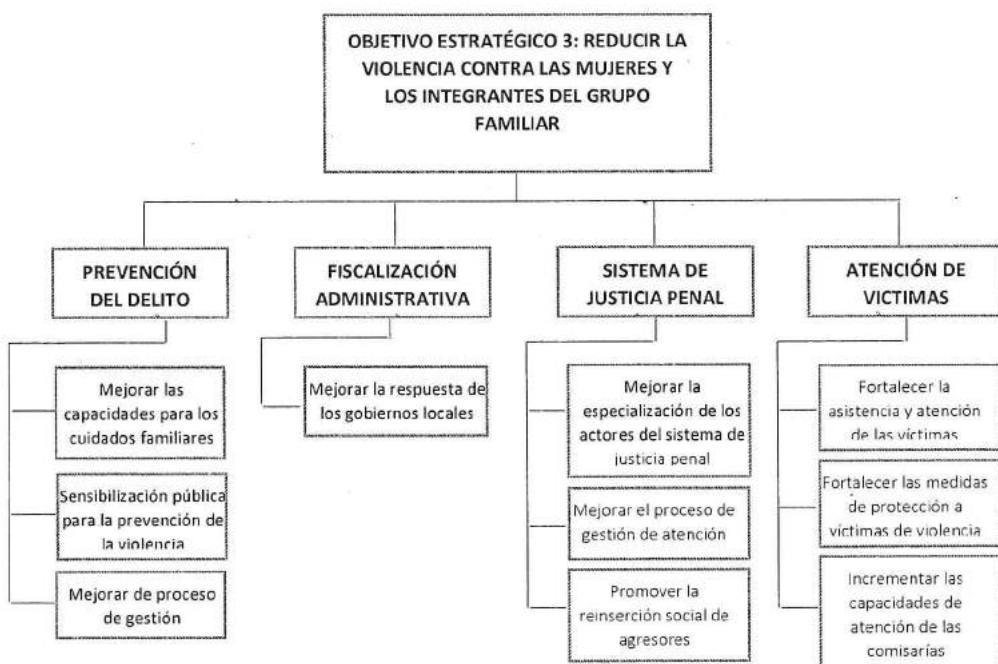 OBJETIVO ESTRATÉGICO 3: REDUCIR LA
VIOLENCIA CONTRA LAS MUJERES Y
LOS INTEGRANTES DEL GRUPO
FAMILIAR
PREVENCIÓN
DEL DELITO
Mejorar las
capacidades para los
cuidados familiares
Sensibilización pública
para la prevención de
la violencia
Mejorar de proceso
de gestión
FISCALIZACIÓN
ADMINISTRATIVA
Mejorar la respuesta de
los gobiernos locales
SISTEMA DE
JUSTICIA PENAL
Mejorar la
especialización de los
actores del sistema de
justicia penal
Mejorar el proceso de
gestión de atención
Promover la
reinserción social de
agresores
ATENCIÓN DE
VICTIMAS
Fortalecer la
asistencia y atención
de las víctimas
Fortalecer las medidas
de protección a
víctimas de violencia
Incrementar las
capacidades de
atención de las
comisarías